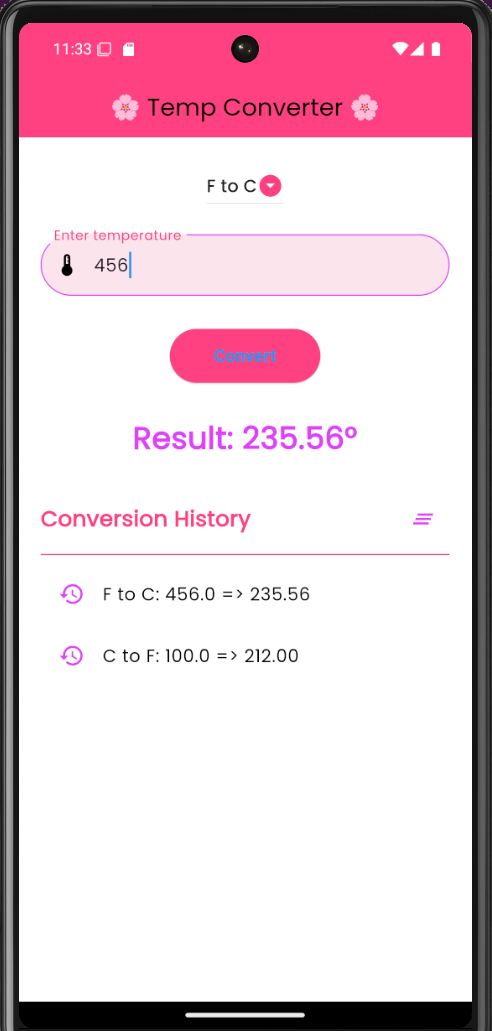 11:33
🌸 Temp Converter 🌸
F to C
Enter temperature
456
Convert
Result: 235.56°
Conversion History
F to C: 456.0 => 235.56
C to F: 100.0 => 212.00